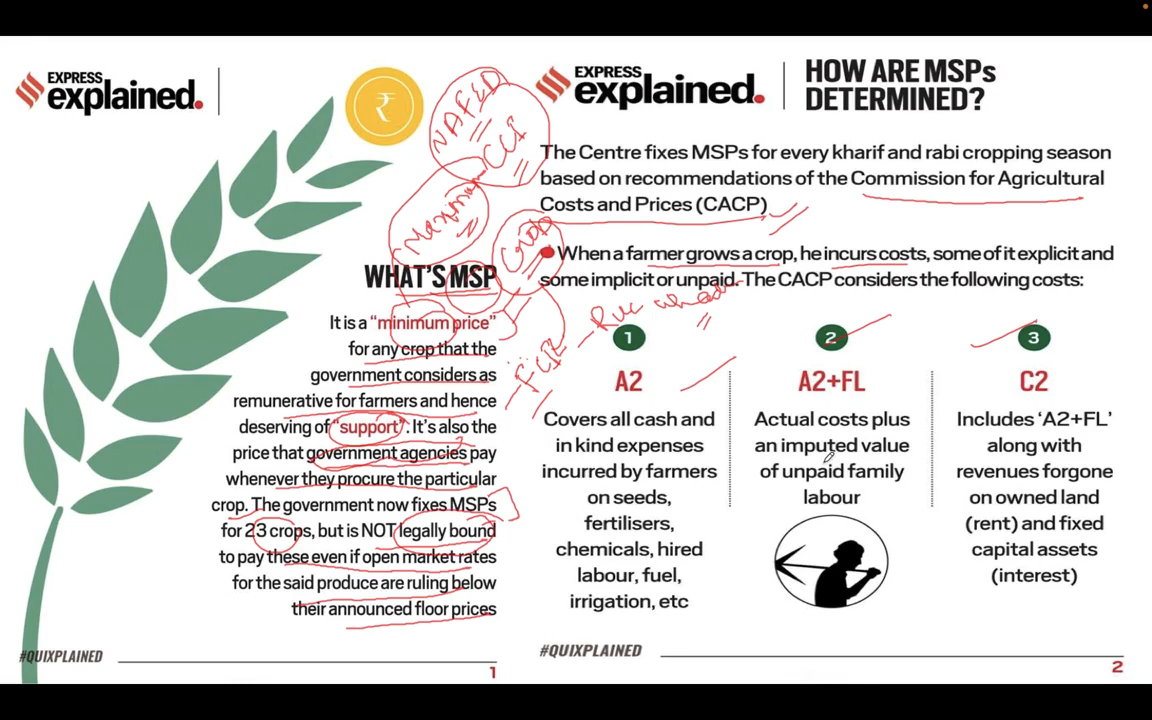 EXPRESS
explained.
WHAT'S MSP
It is a "minimum price"
for any crop that the
government considers as
remunerative for farmers and hence
deserving of "support". It's also the
price that government agencies pay
whenever they procure the particular
crop. The government now fixes MSPs
for 23 crops, but is NOT legally bound
to pay these even if open market rates
for the said produce are ruling below
their announced floor prices
#QUIXPLAINED
1
₹
NAFED
CCI
Maximum
Crop
FCI
EXPRESS
explained.
HOW ARE MSPs
DETERMINED?
The Centre fixes MSPs for every kharif and rabi cropping season
based on recommendations of the Commission for Agricultural
Costs and Prices (CACP)
When a farmer grows a crop, he incurs costs, some of it explicit and
some implicit or unpaid. The CACP considers the following costs:
1
A2
Covers all cash and
in kind expenses
incurred by farmers
on seeds,
fertilisers,
chemicals, hired
labour, fuel,
irrigation, etc
2
A2+FL
Actual costs plus
an imputed value
of unpaid family
labour
3
C2
Includes 'A2+FL'
along with
revenues forgone
on owned land
(rent) and fixed
capital assets
(interest)
#QUIXPLAINED
2